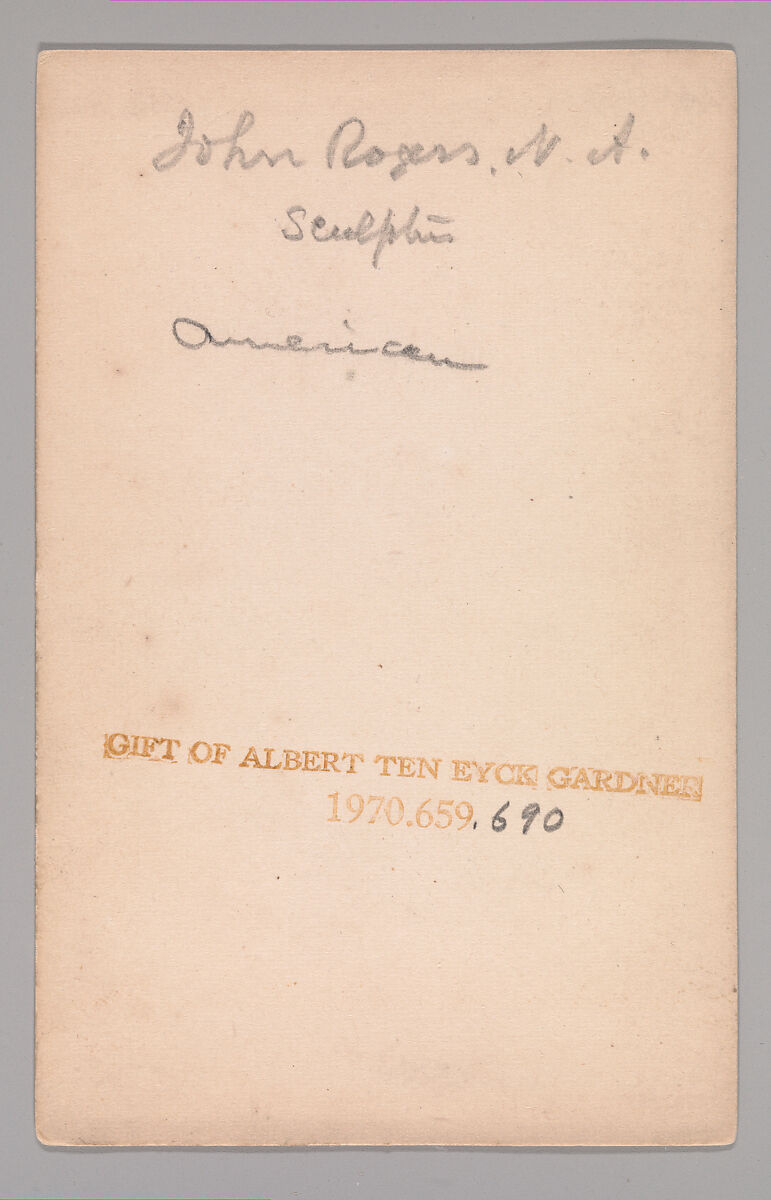 John Rogers, N. A.
Sculptor
American
GIFT OF ALBERT TEN EYCK GARDNER
1970.659.690